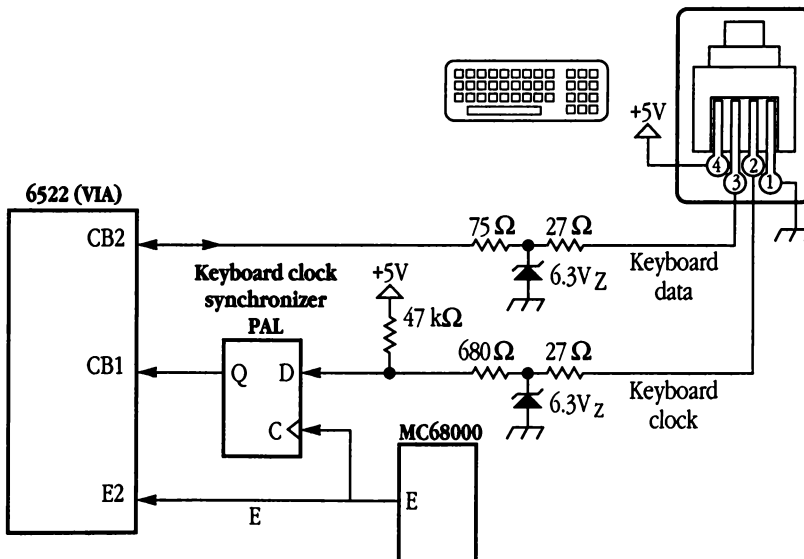 +5V
4
3
2
1
6522 (VIA)
CB2
75 Ω
27 Ω
6.3V Z
Keyboard
data
Keyboard clock
synchronizer
PAL
+5V
47 kΩ
CB1
Q
D
C
680 Ω
27 Ω
6.3V Z
Keyboard
clock
MC68000
E2
E
E